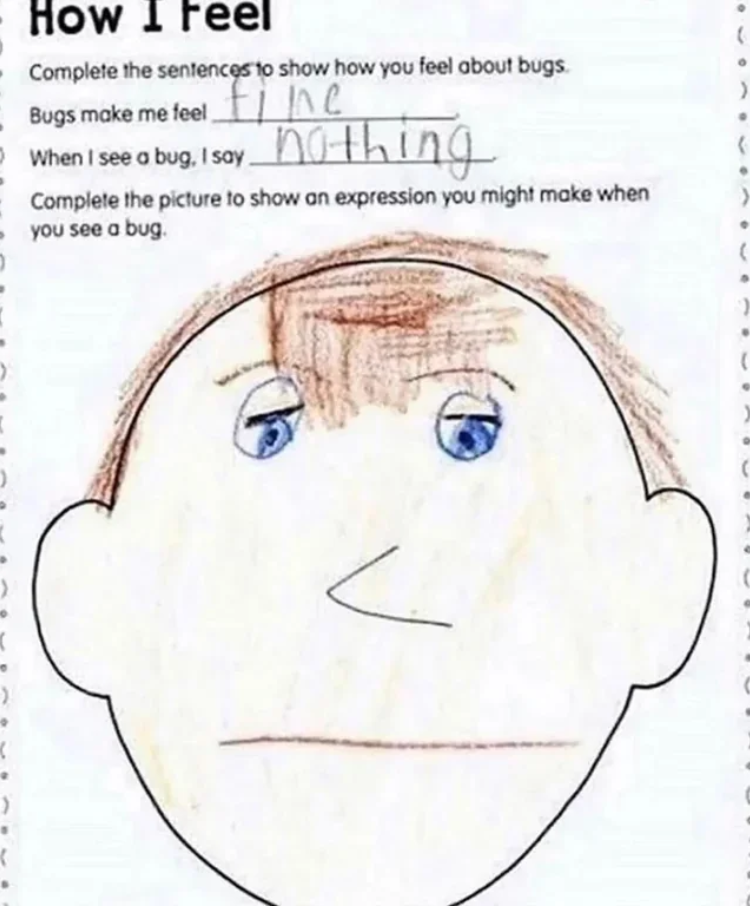 How I Feel
Complete the sentences to show how you feel about bugs.
Bugs make me feel fine.
When I see a bug, I say nothing.
Complete the picture to show an expression you might make when
you see a bug.